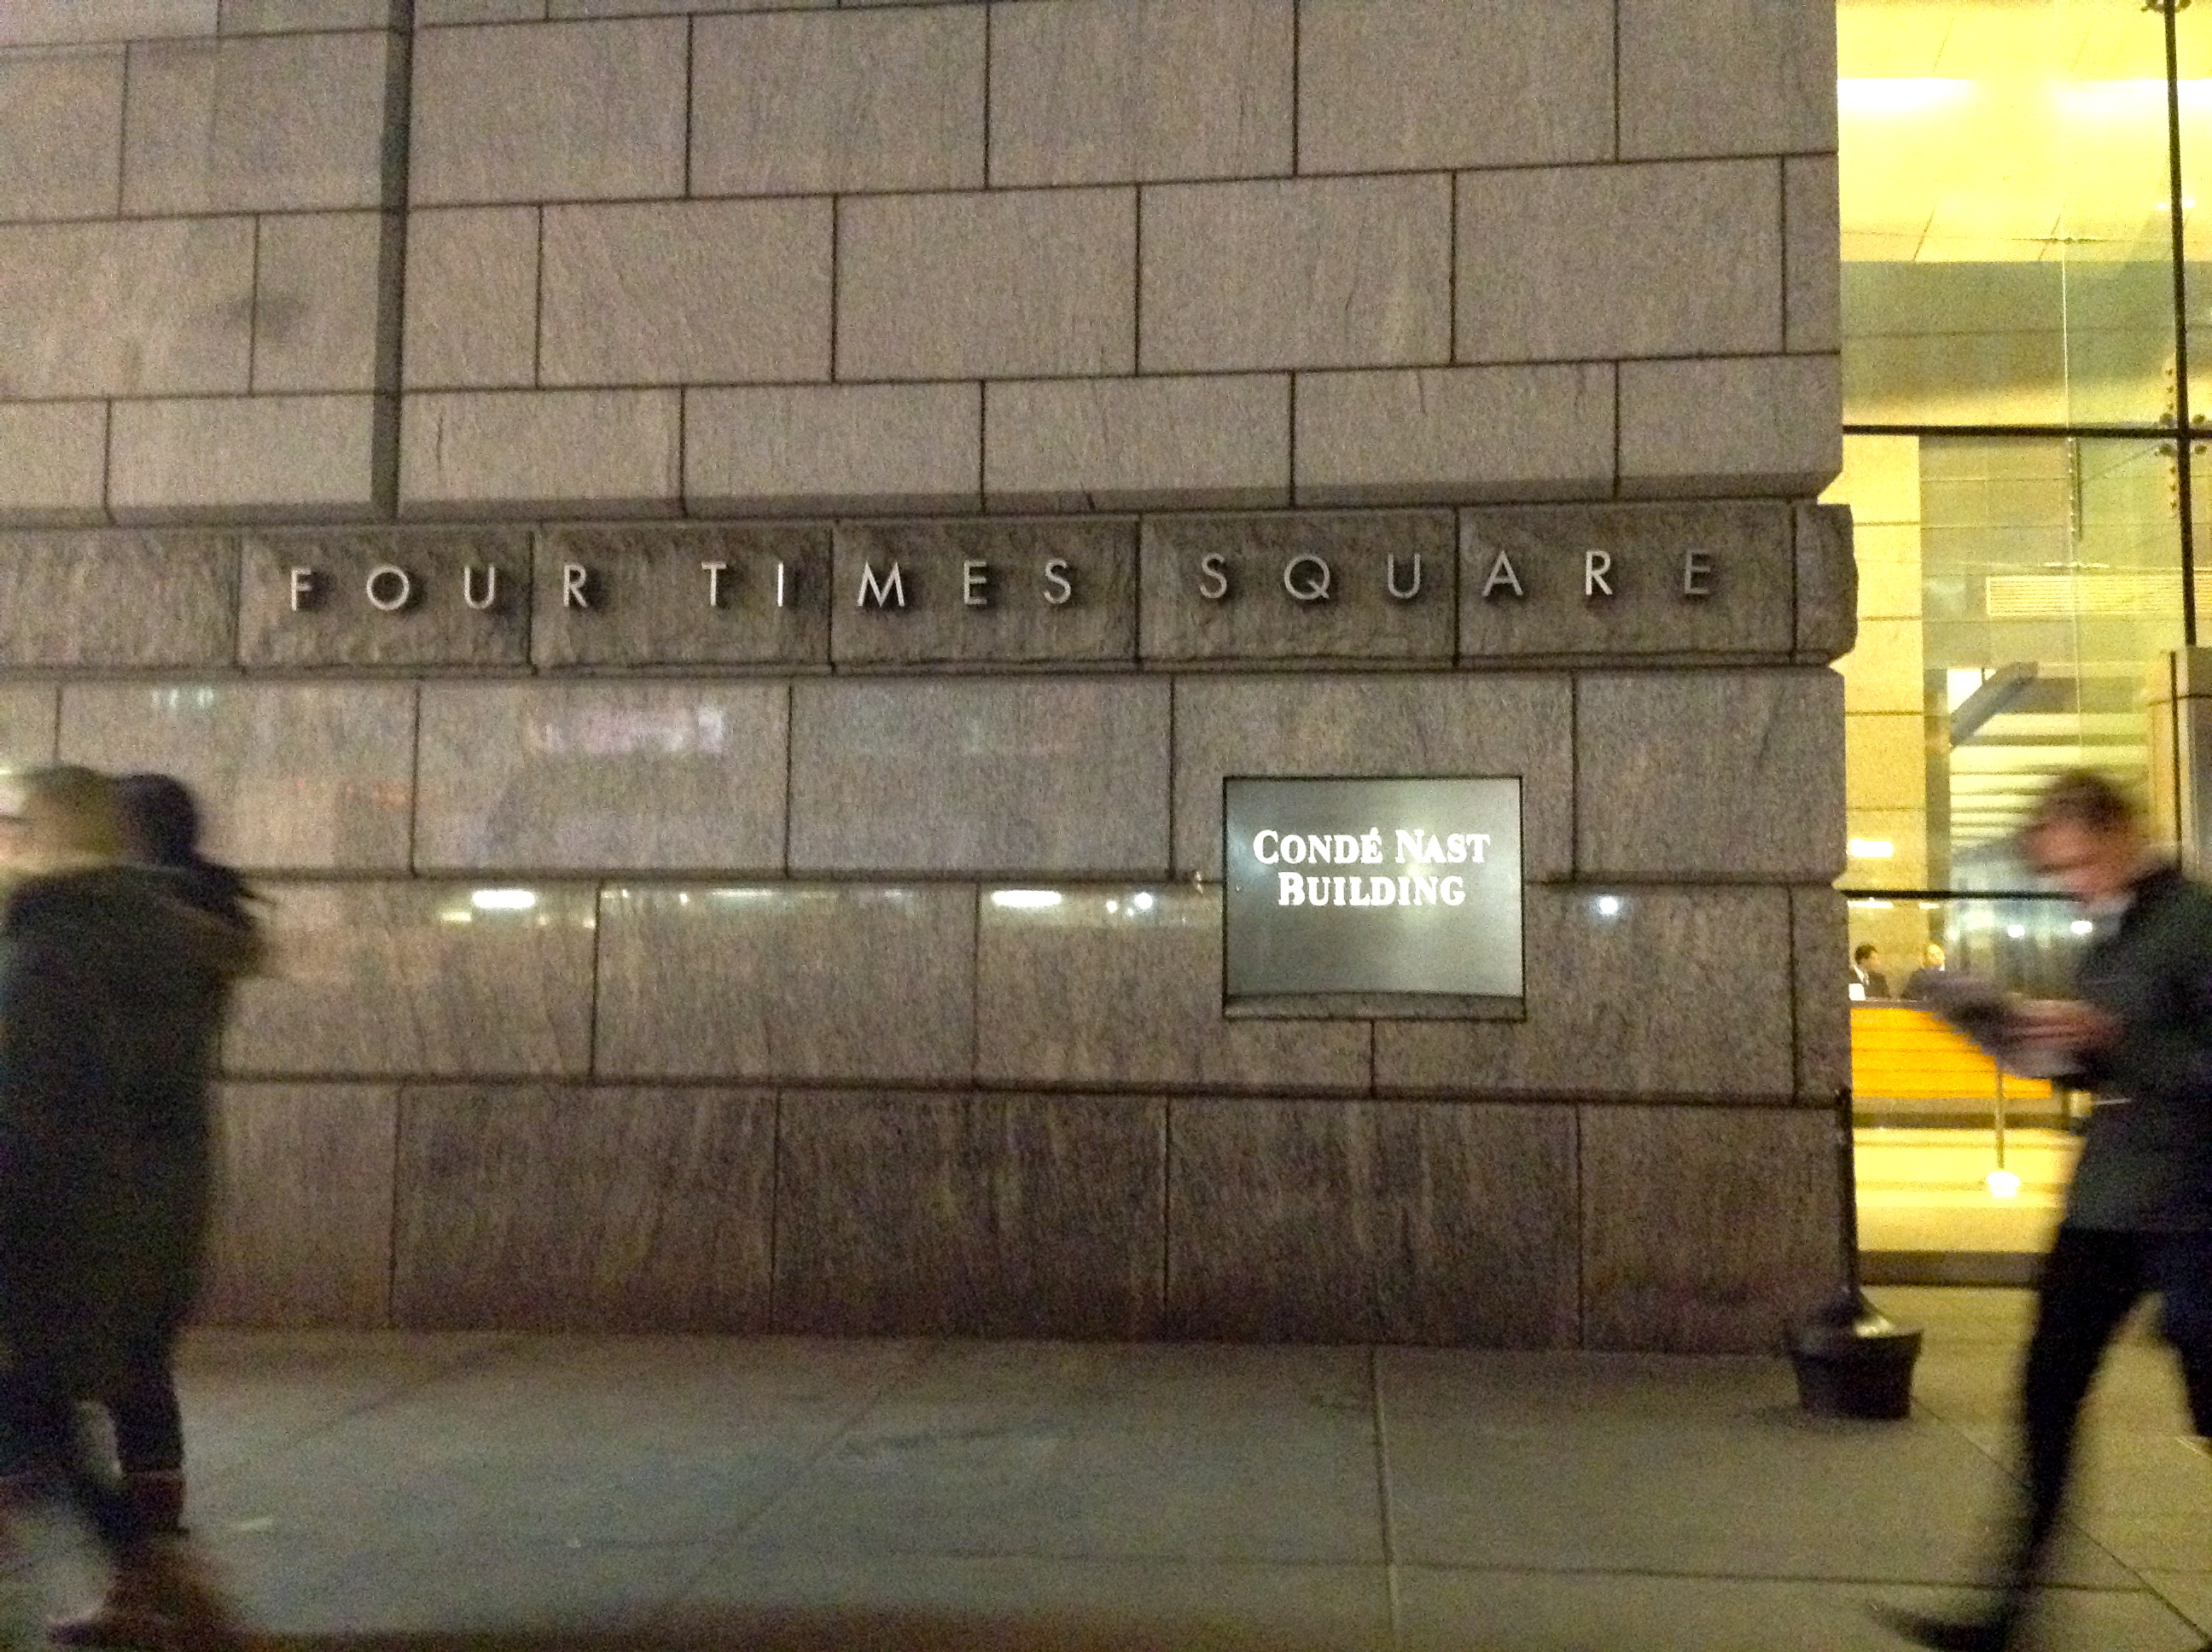 FOUR TIMES SQUARE
CONDÉ NAST
BUILDING